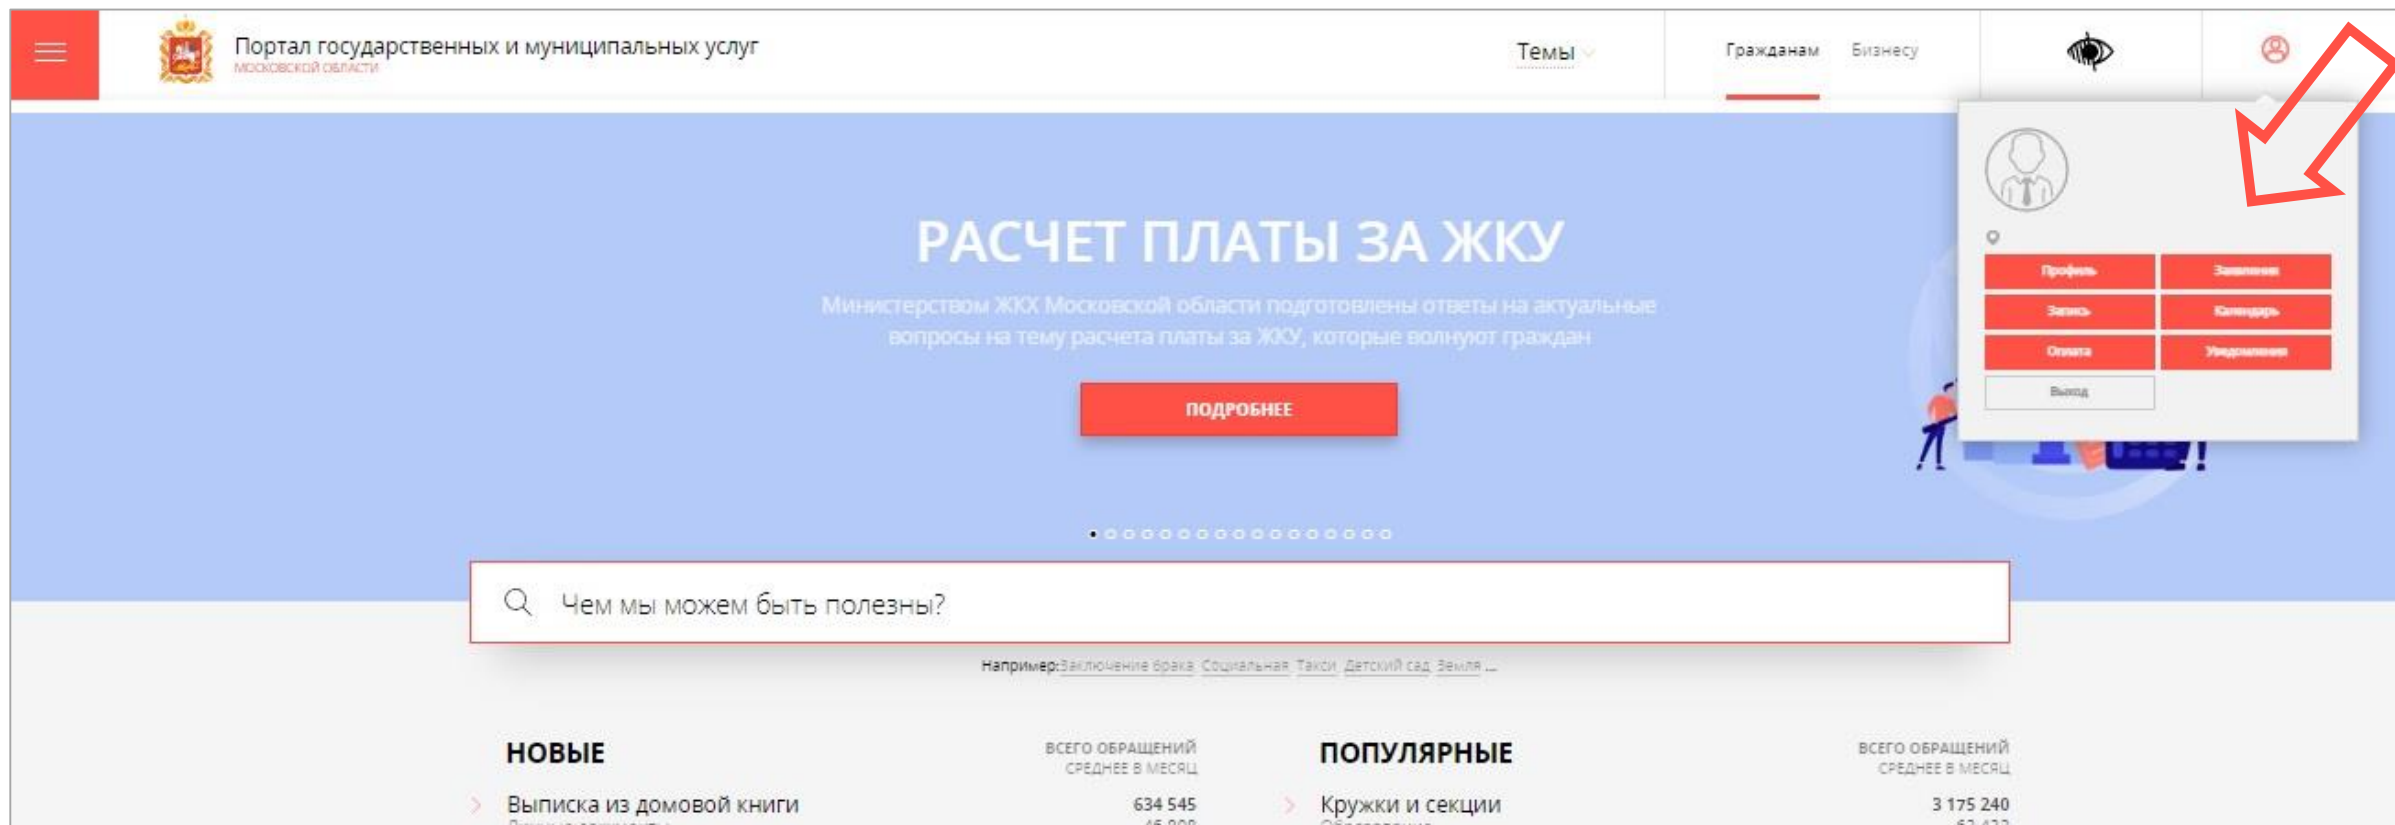 Портал государственных и муниципальных услуг
МОСКОВСКОЙ ОБЛАСТИ
Темы
Гражданам Бизнесу
РАСЧЕТ ПЛАТЫ ЗА ЖКУ
Министерством ЖКХ Московской области подготовлены ответы на актуальные
вопросы на тему расчета платы за ЖКУ, которые волнуют граждан
ПОДРОБНЕЕ
Профиль Заявления
Запись Календарь
Оплата Уведомления
Выход
Чем мы можем быть полезны?
Например: Заключение брака Социальная Такси Детский сад Земля ...
НОВЫЕ
ВСЕГО ОБРАЩЕНИЙ
СРЕДНЕЕ В МЕСЯЦ
Выписка из домовой книги
634 545
ПОПУЛЯРНЫЕ
ВСЕГО ОБРАЩЕНИЙ
СРЕДНЕЕ В МЕСЯЦ
Кружки и секции
3 175 240